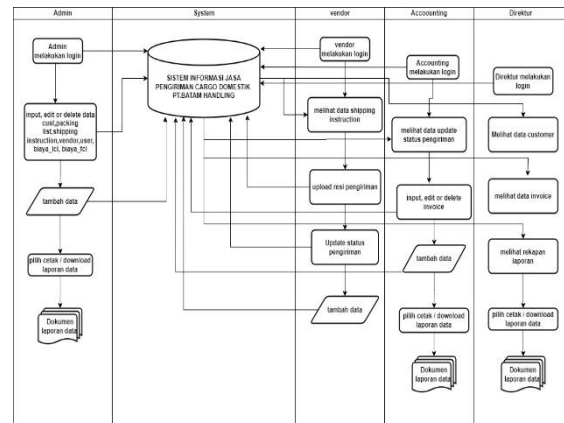 Admin
System
vendor
Accoounting
Direktur
Admin
melakukan login
SISTEM INFORMASI JASA
PENGIRIMAN CARGO DOMESTIK
PT.BATAM HANDLING
vendor
melakukan login
Accounting
melakukan login
Direktur melakukan
login
input, edit or delete data
cust,packing
list,shipping
instruction,vendor,user,
biaya_lcl, biaya_fcl
melihat data shipping
instruction
melihat data update
status pengiriman
Melihat data customer
tambah data
upload resi pengiriman
input, edit or delete
invoice
melihat data invoice
pilih cetak / download
laporan data
Update status
pengiriman
tambah data
melihat rekapan
laporan
Dokumen
laporan data
tambah data
pilih cetak / download
laporan data
pilih cetak / download
laporan data
Dokumen
laporan data
Dokumen
laporan data